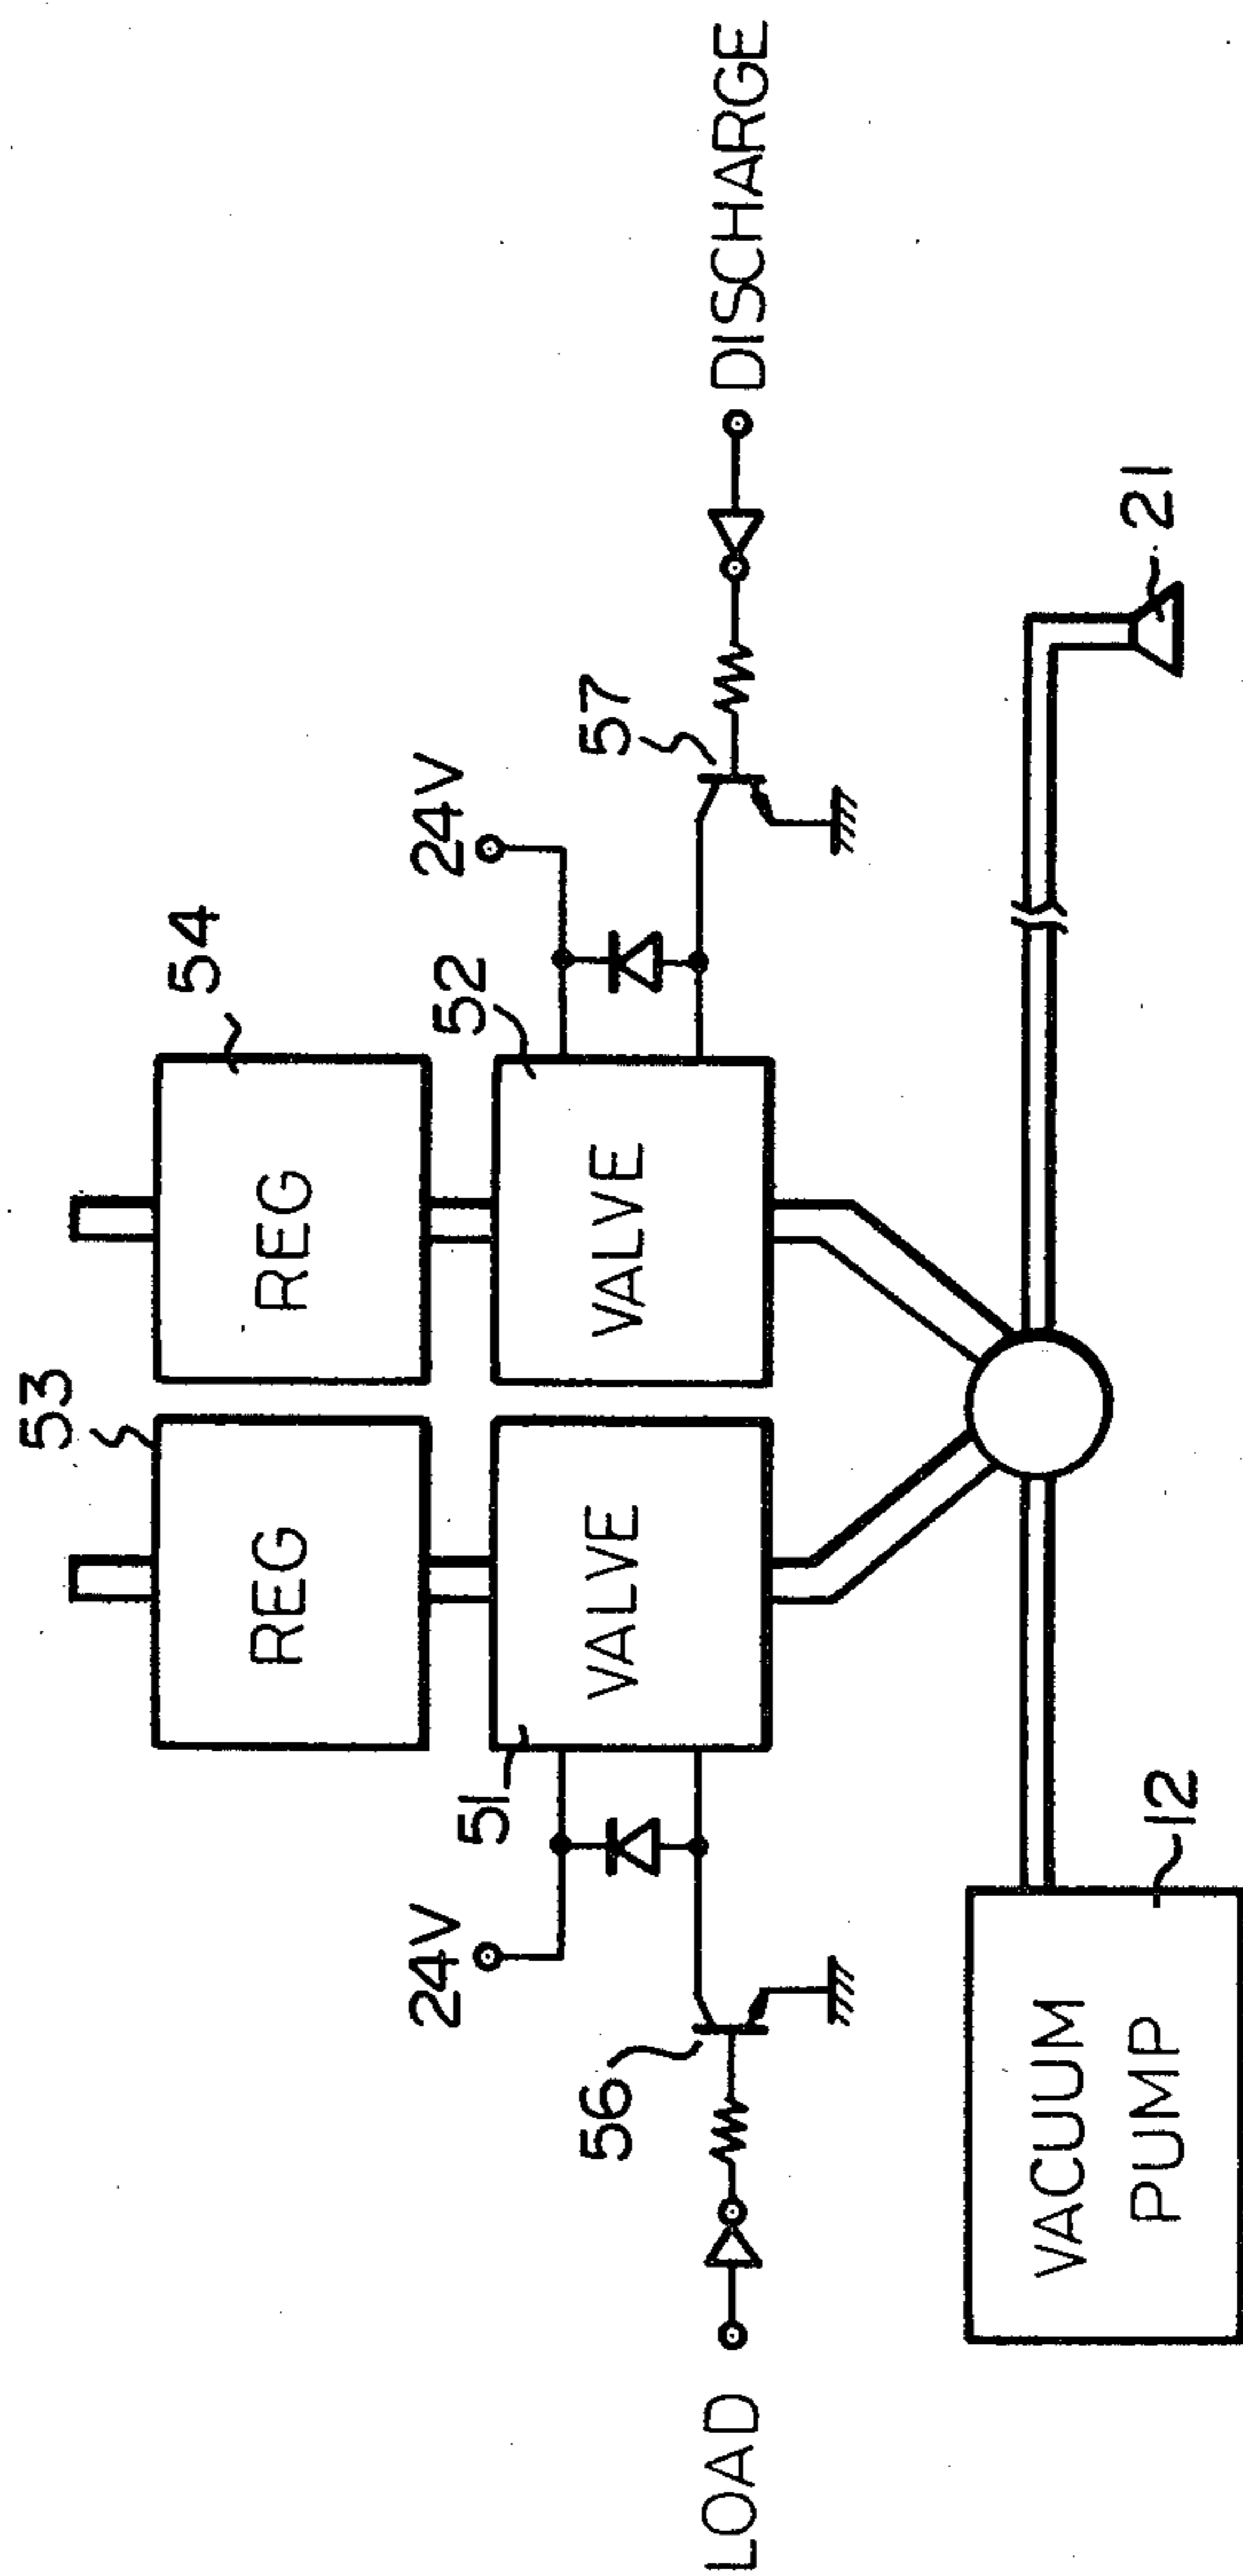 53
54
REG
REG
24V
51
52
24V
VALVE
VALVE
56
57
LOAD
DISCHARGE
VACUUM
PUMP
12
21